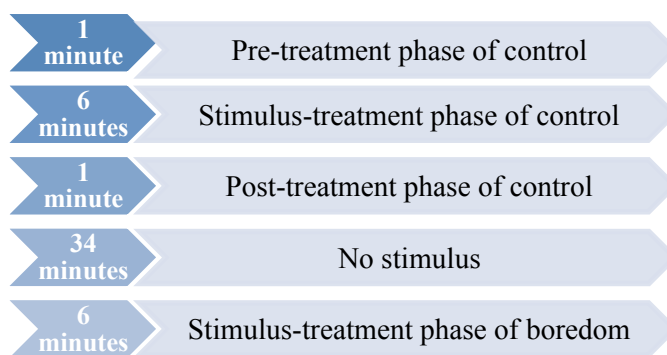 1
minute
Pre-treatment phase of control
6
minutes
Stimulus-treatment phase of control
1
minute
Post-treatment phase of control
34
minutes
No stimulus
6
minutes
Stimulus-treatment phase of boredom